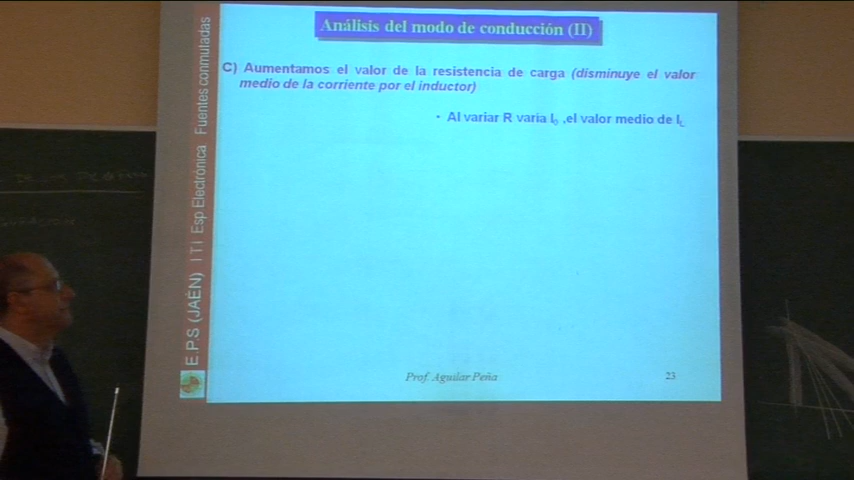 Análisis del modo de conducción (II)
C) Aumentamos el valor de la resistencia de carga (disminuye el valor
medio de la corriente por el inductor)
• Al variar R varia I₀ ,el valor medio de I_L
E.P.S (JAÉN) I T I Esp Electrónica Fuentes conmutadas
Prof. Aguilar Peña
23